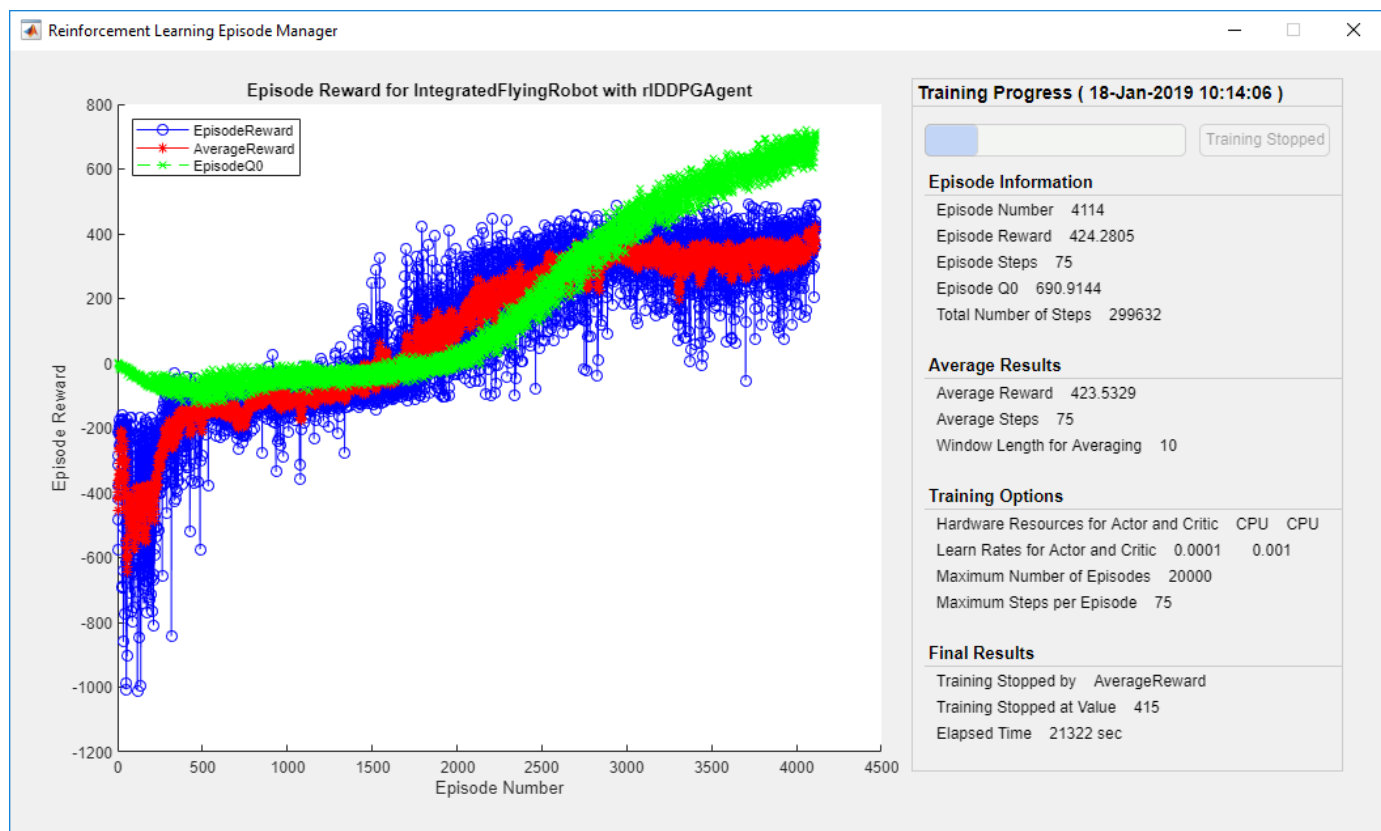 Reinforcement Learning Episode Manager
Episode Reward for IntegratedFlyingRobot with rlDDPGAgent
EpisodeReward
AverageReward
EpisodeQ0
800
600
400
200
0
-200
-400
-600
-800
-1000
-1200
Episode Reward
0 500 1000 1500 2000 2500 3000 3500 4000 4500
Episode Number
Training Progress ( 18-Jan-2019 10:14:06 )
Training Stopped
Episode Information
Episode Number 4114
Episode Reward 424.2805
Episode Steps 75
Episode Q0 690.9144
Total Number of Steps 299632
Average Results
Average Reward 423.5329
Average Steps 75
Window Length for Averaging 10
Training Options
Hardware Resources for Actor and Critic CPU CPU
Learn Rates for Actor and Critic 0.0001 0.001
Maximum Number of Episodes 20000
Maximum Steps per Episode 75
Final Results
Training Stopped by AverageReward
Training Stopped at Value 415
Elapsed Time 21322 sec